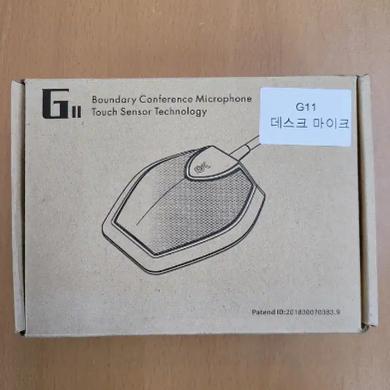 G11
Boundary Conference Microphone
Touch Sensor Technology
G11
데스크 마이크
Patend ID:201830070383.9